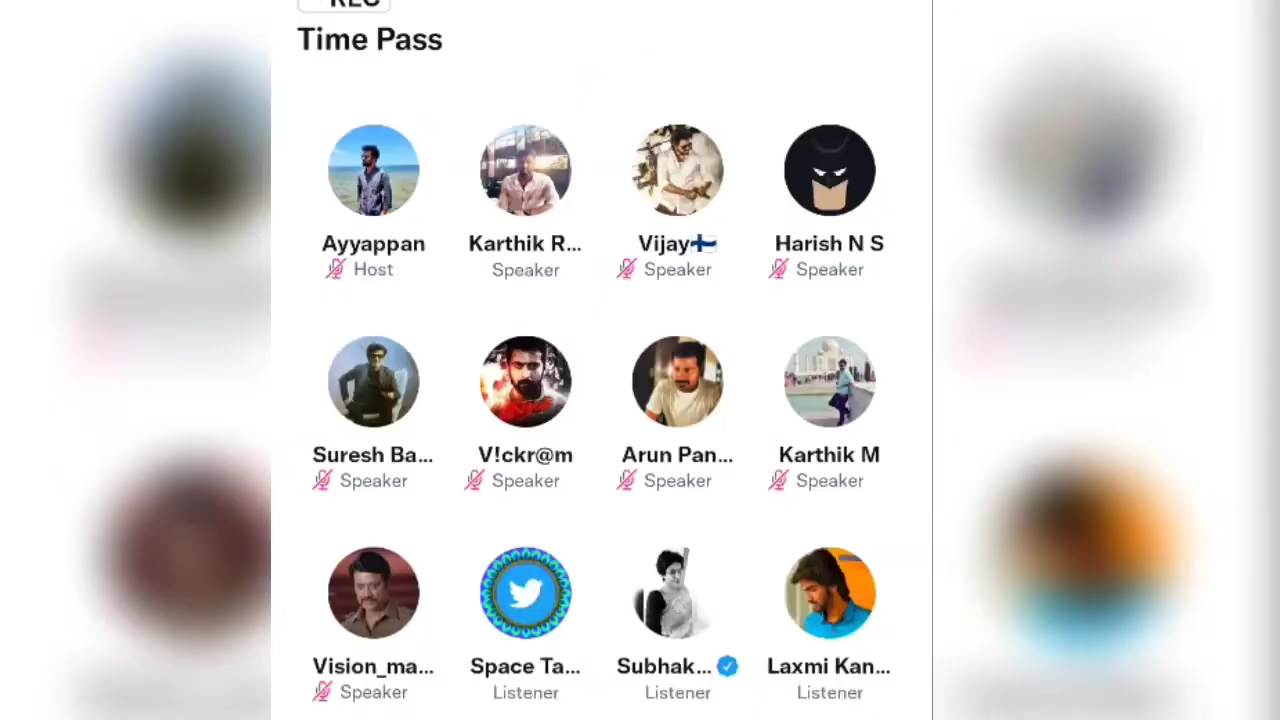 REC
Time Pass
Ayyappan Karthik R... Vijay🇫🇮 Harish N S
Host Speaker Speaker Speaker
Suresh Ba... V!ckr@m Arun Pan... Karthik M
Speaker Speaker Speaker Speaker
Vision_ma... Space Ta... Subhak... Laxmi Kan...
Speaker Listener Listener Listener